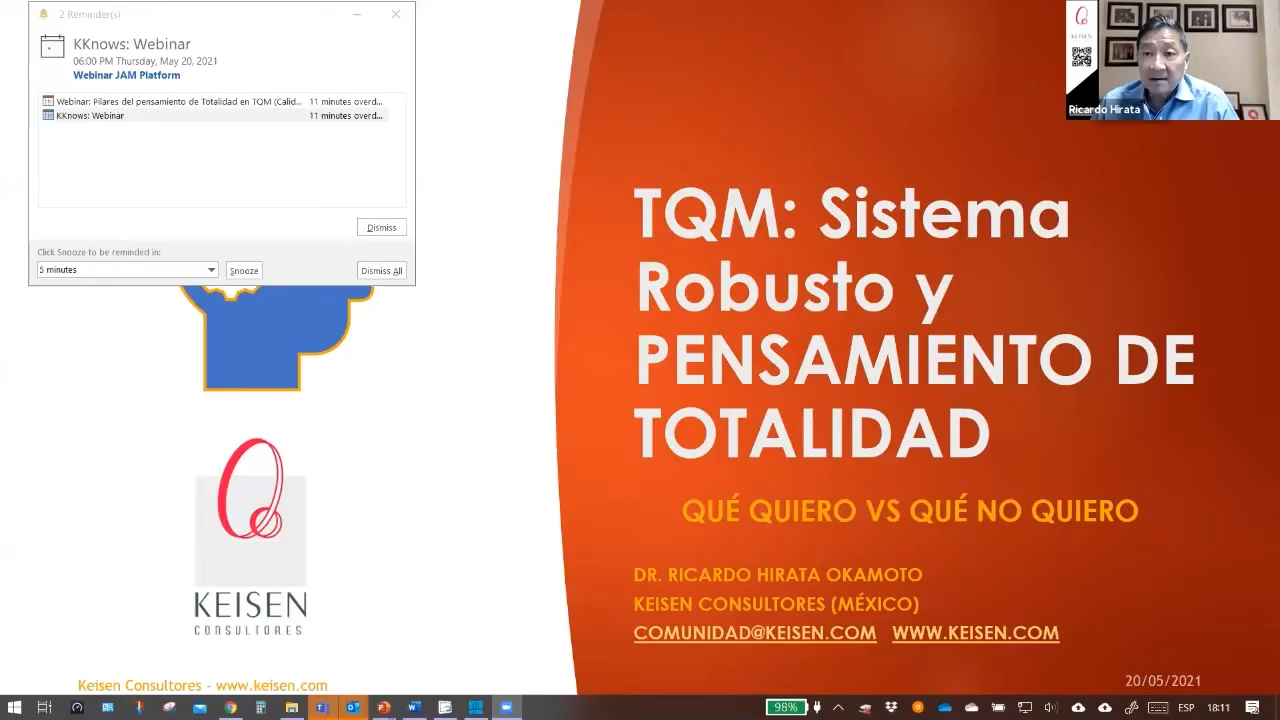 2 Reminder(s)
KKnows: Webinar
06:00 PM Thursday, May 20, 2021
Webinar JAM Platform
Webinar: Pilares del pensamiento de Totalidad en TQM (Calid... 11 minutes overd...
KKnows: Webinar 11 minutes overd...
Dismiss
Click Snooze to be reminded in:
5 minutes
Snooze
Dismiss All
KEISEN
CONSULTORES
Keisen Consultores - www.keisen.com
KEISEN
Ricardo Hirata
TQM: Sistema
Robusto y
PENSAMIENTO DE
TOTALIDAD
QUÉ QUIERO VS QUÉ NO QUIERO
DR. RICARDO HIRATA OKAMOTO
KEISEN CONSULTORES (MÉXICO)
COMUNIDAD@KEISEN.COM WWW.KEISEN.COM
20/05/2021
98%
ESP
18:11